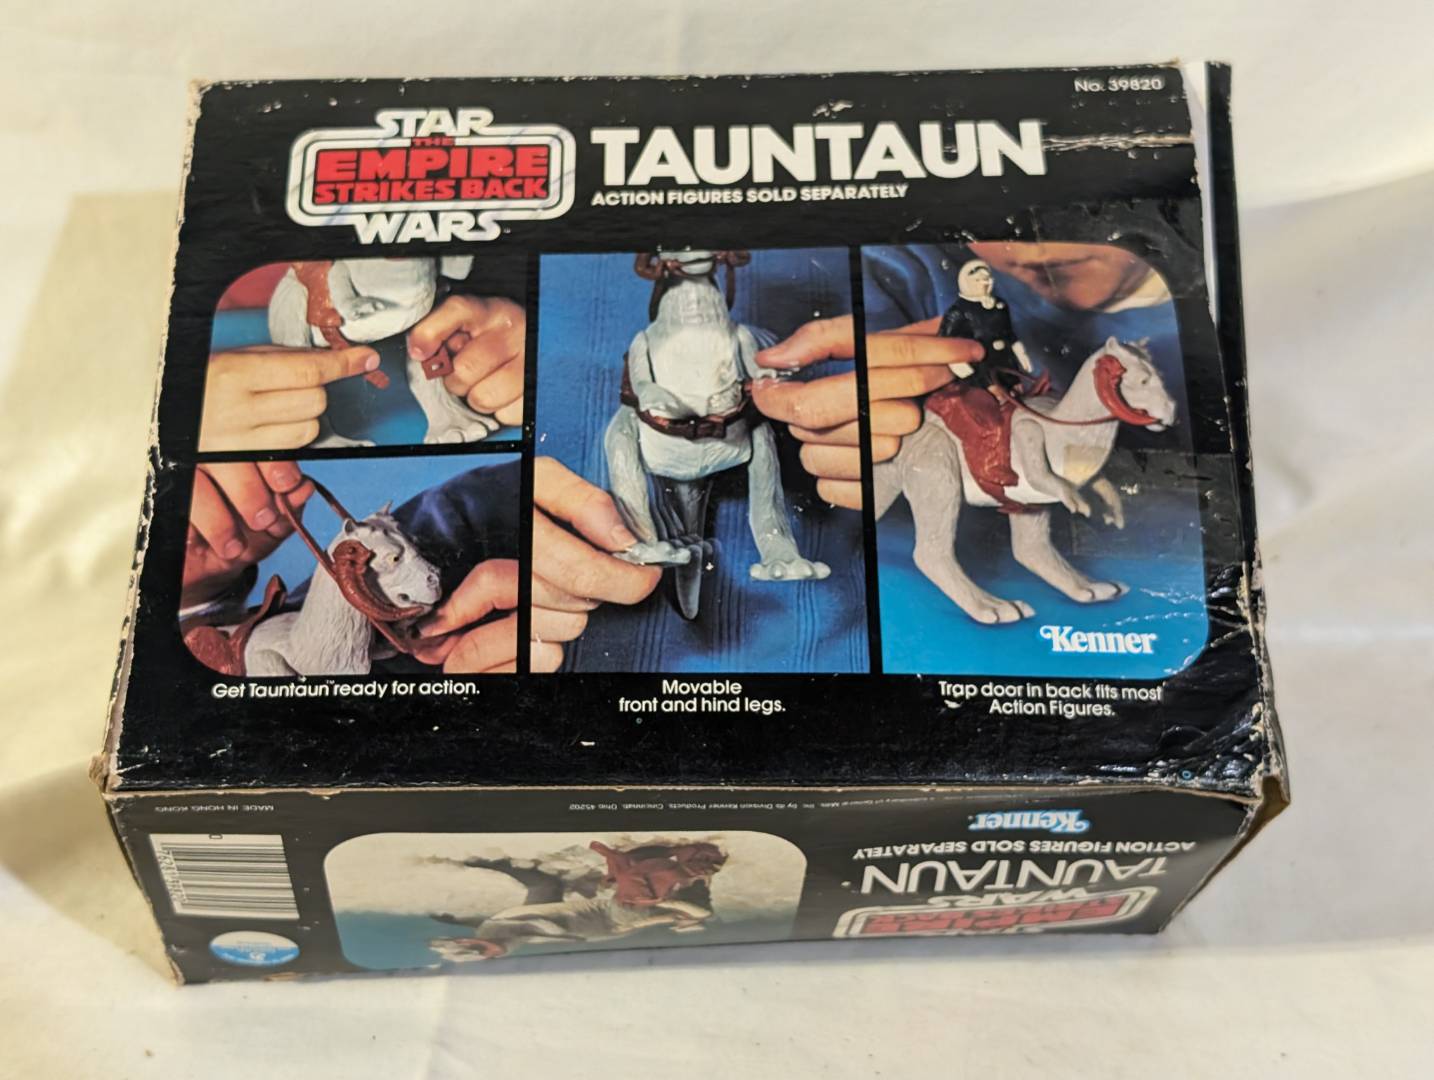 No. 39820
STAR
THE
EMPIRE
STRIKES BACK
WARS
TAUNTAUN
ACTION FIGURES SOLD SEPARATELY
Kenner
Get Tauntaun™ ready for action.
Movable
front and hind legs.
Trap door in back fits most
Action Figures.
MADE IN HONG KONG
Kenner
ACTION FIGURES SOLD SEPARATELY
TAUNTAUN
WARS
EMPIRE